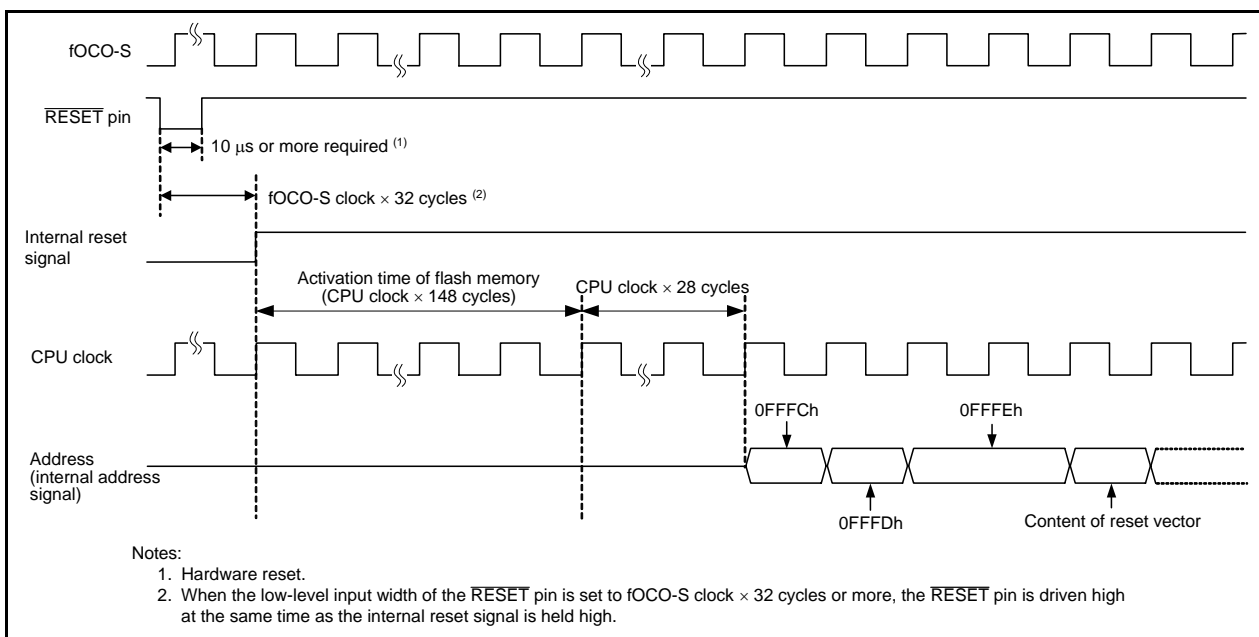 fOCO-S
RESET pin
10 μs or more required (1)
fOCO-S clock × 32 cycles (2)
Internal reset
signal
Activation time of flash memory
(CPU clock × 148 cycles)
CPU clock × 28 cycles
CPU clock
0FFFCh
0FFFEh
Address
(internal address
signal)
0FFFDh
Content of reset vector
Notes:
1. Hardware reset.
2. When the low-level input width of the RESET pin is set to fOCO-S clock × 32 cycles or more, the RESET pin is driven high
at the same time as the internal reset signal is held high.